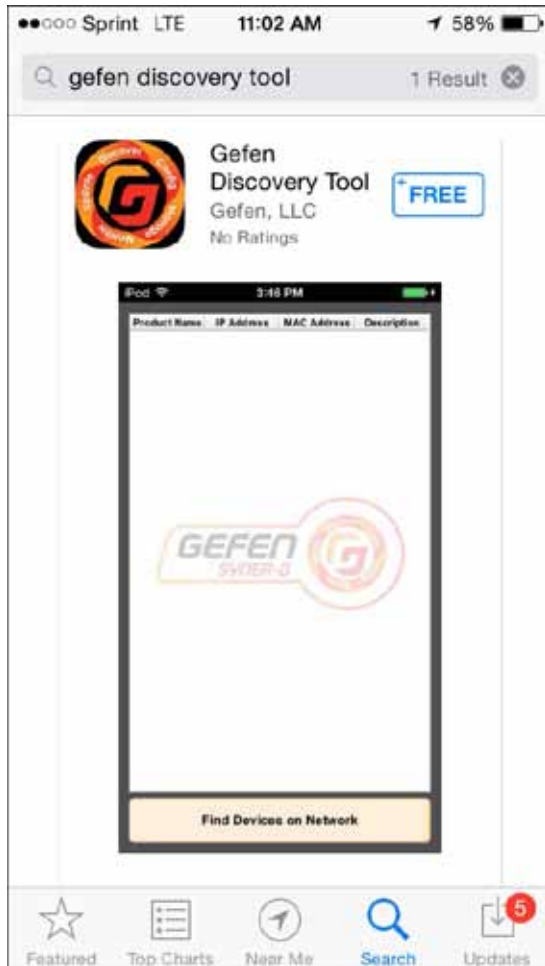 Sprint LTE 11:02 AM 58%
gefen discovery tool 1 Result
Gefen
Discovery Tool
Gefen, LLC
No Ratings
+FREE
iPod 3:46 PM
Product Name IP Address MAC Address Description
GEFEN G
SYNER-G
Find Devices on Network
5
Featured Top Charts Near Me Search Updates